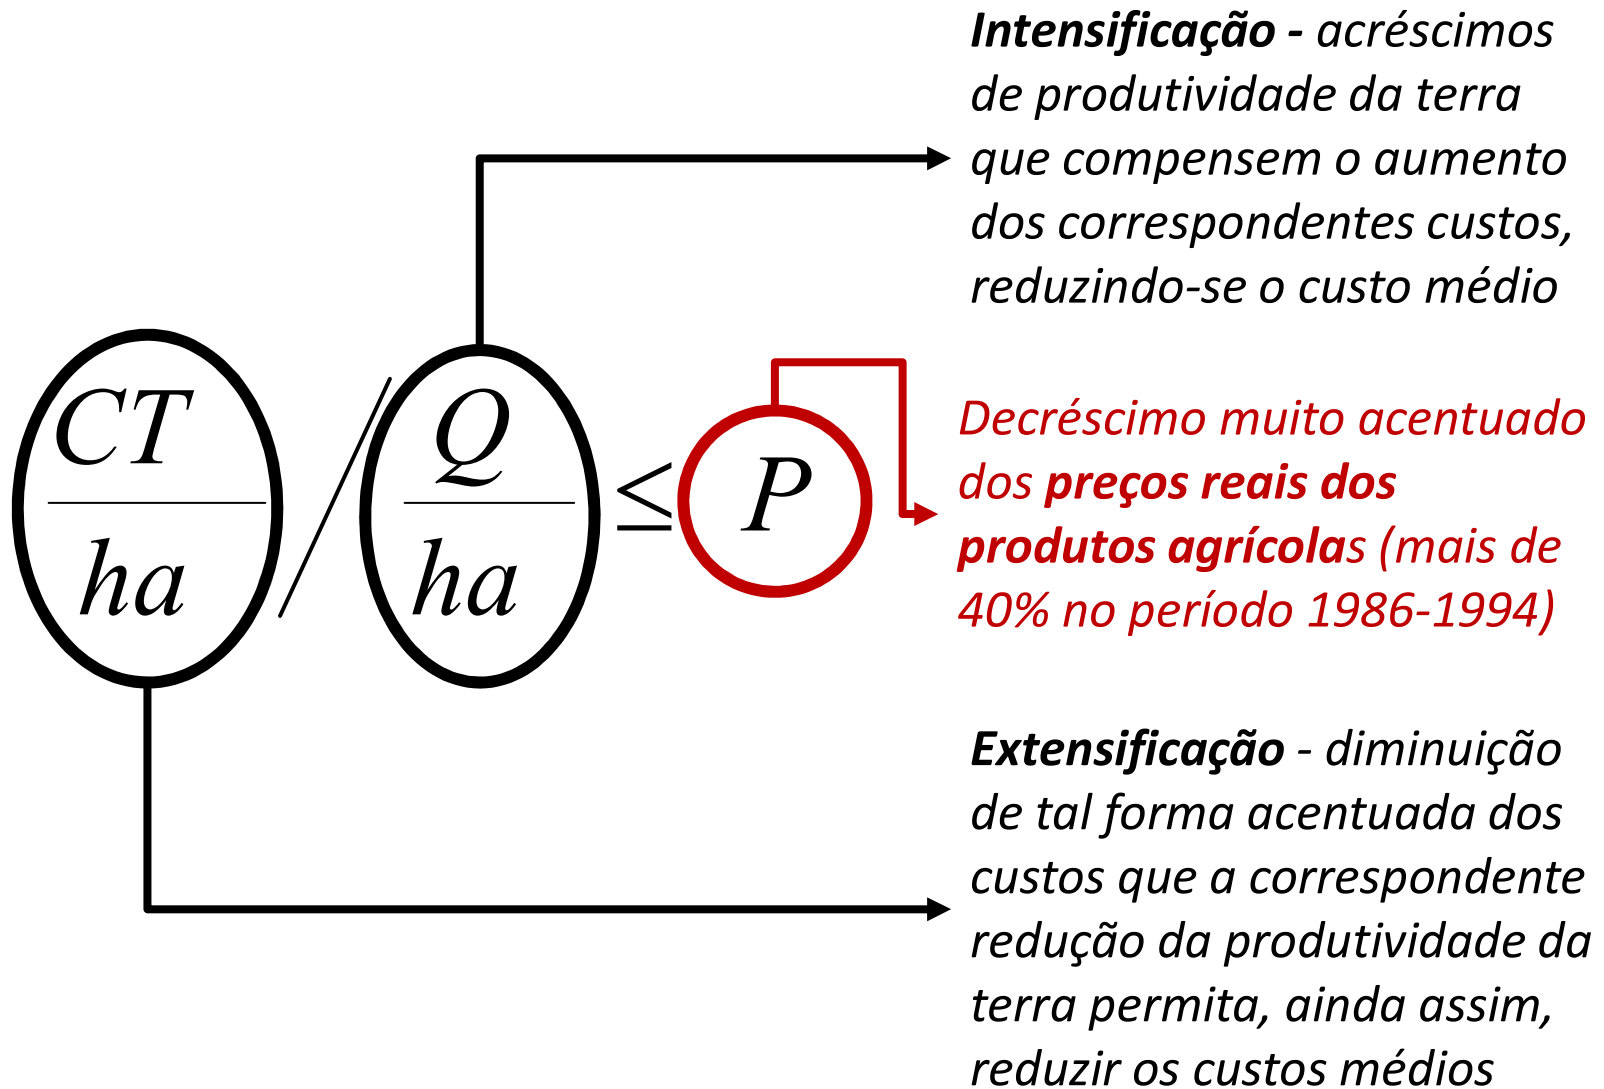 Intensificação - acréscimos
de produtividade da terra
que compensem o aumento
dos correspondentes custos,
reduzindo-se o custo médio
CT
ha
/
Q
ha
≤
P
Decréscimo muito acentuado
dos preços reais dos
produtos agrícolas (mais de
40% no período 1986-1994)
Extensificação - diminuição
de tal forma acentuada dos
custos que a correspondente
redução da produtividade da
terra permita, ainda assim,
reduzir os custos médios